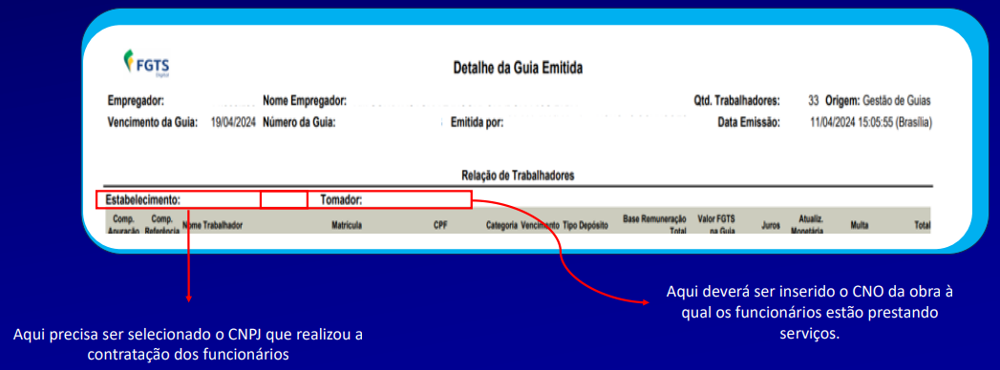 FGTS
Digital
Detalhe da Guia Emitida
Empregador: Nome Empregador: Qtd. Trabalhadores: 33 Origem: Gestão de Guias
Vencimento da Guia: 19/04/2024 Número da Guia: Emitida por: Data Emissão: 11/04/2024 15:05:55 (Brasília)
Relação de Trabalhadores
Estabelecimento: Tomador:
Comp. Comp. Base Remuneração Valor FGTS Atualiz.
Nome Trabalhador Matrícula CPF Categoria Vencimento Tipo Depósito Juros Multa Total
Apuração Referência Total na Guia Monetária
Aqui deverá ser inserido o CNO da obra à
qual os funcionários estão prestando
serviços.
Aqui precisa ser selecionado o CNPJ que realizou a
contratação dos funcionários